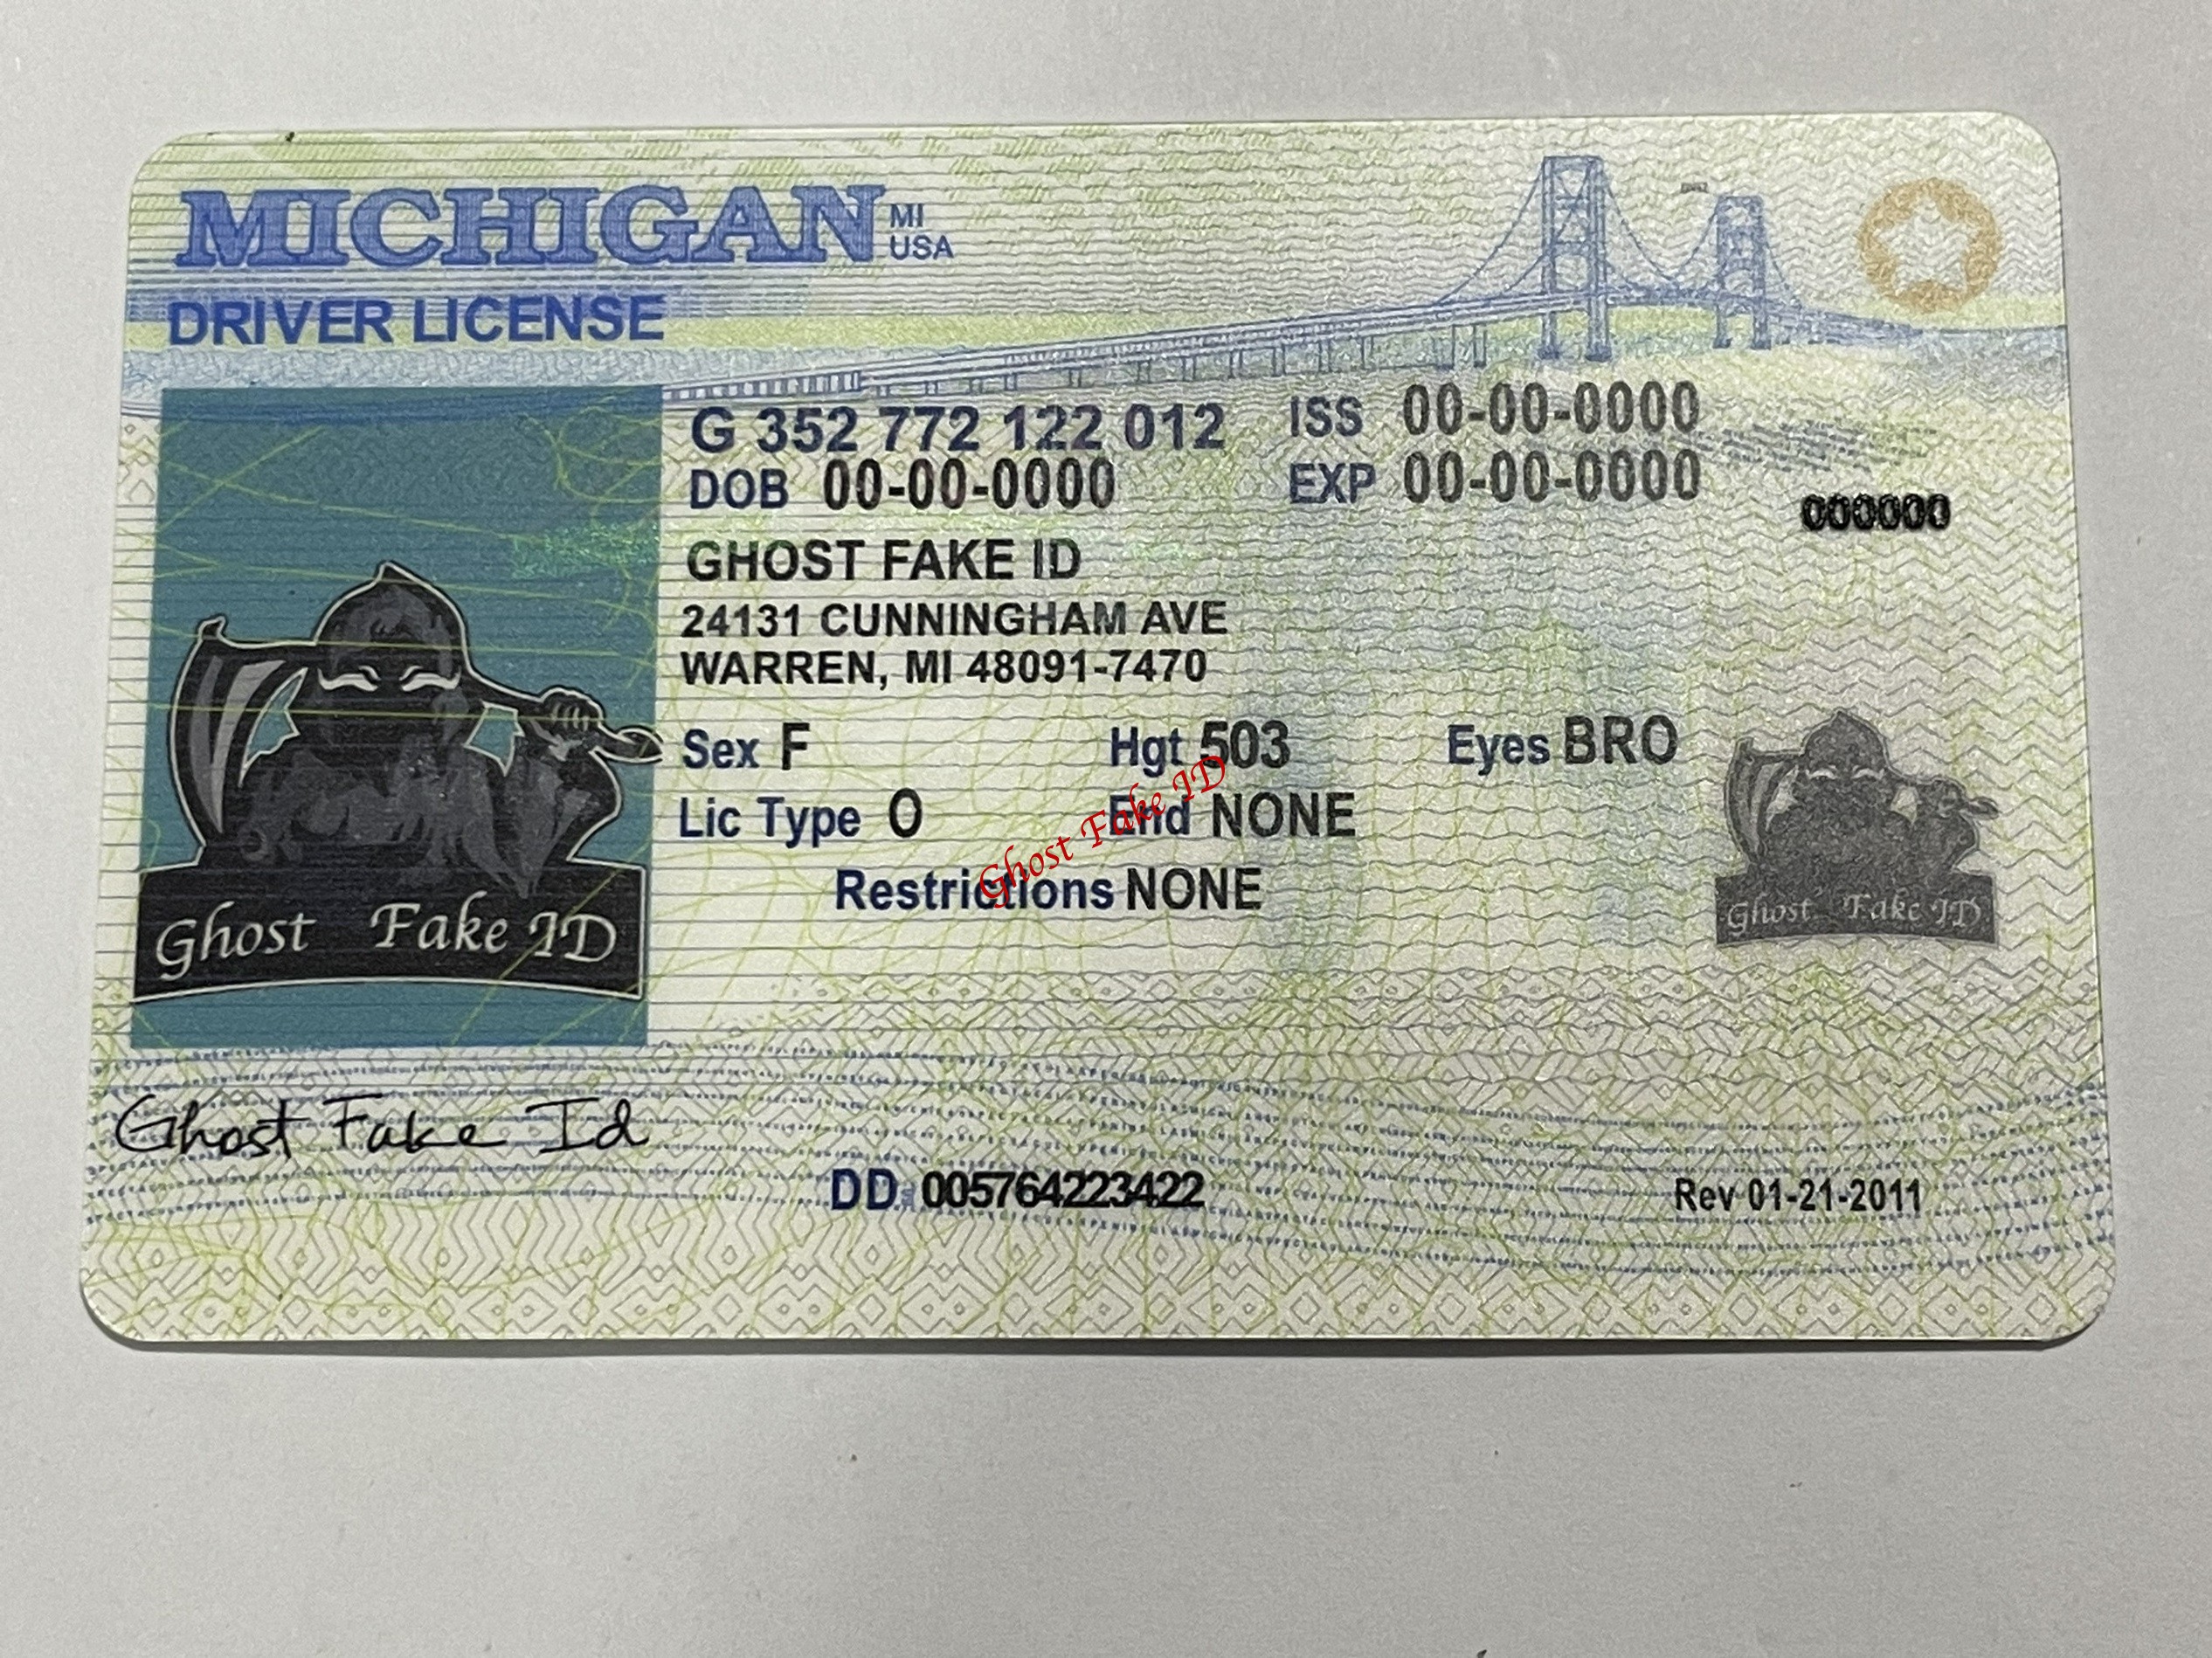 MICHIGAN MI
USA
DRIVER LICENSE
G 352 772 122 012 ISS 00-00-0000
DOB 00-00-0000 EXP 00-00-0000
000000
GHOST FAKE ID
24131 CUNNINGHAM AVE
WARREN, MI 48091-7470
Sex F Hgt 503 Eyes BRO
Lic Type O End NONE
Restrictions NONE
Ghost Fake ID
Ghost Fake ID
Ghost Fake ID
Ghost Fake Id
DD 005764223422 Rev 01-21-2011